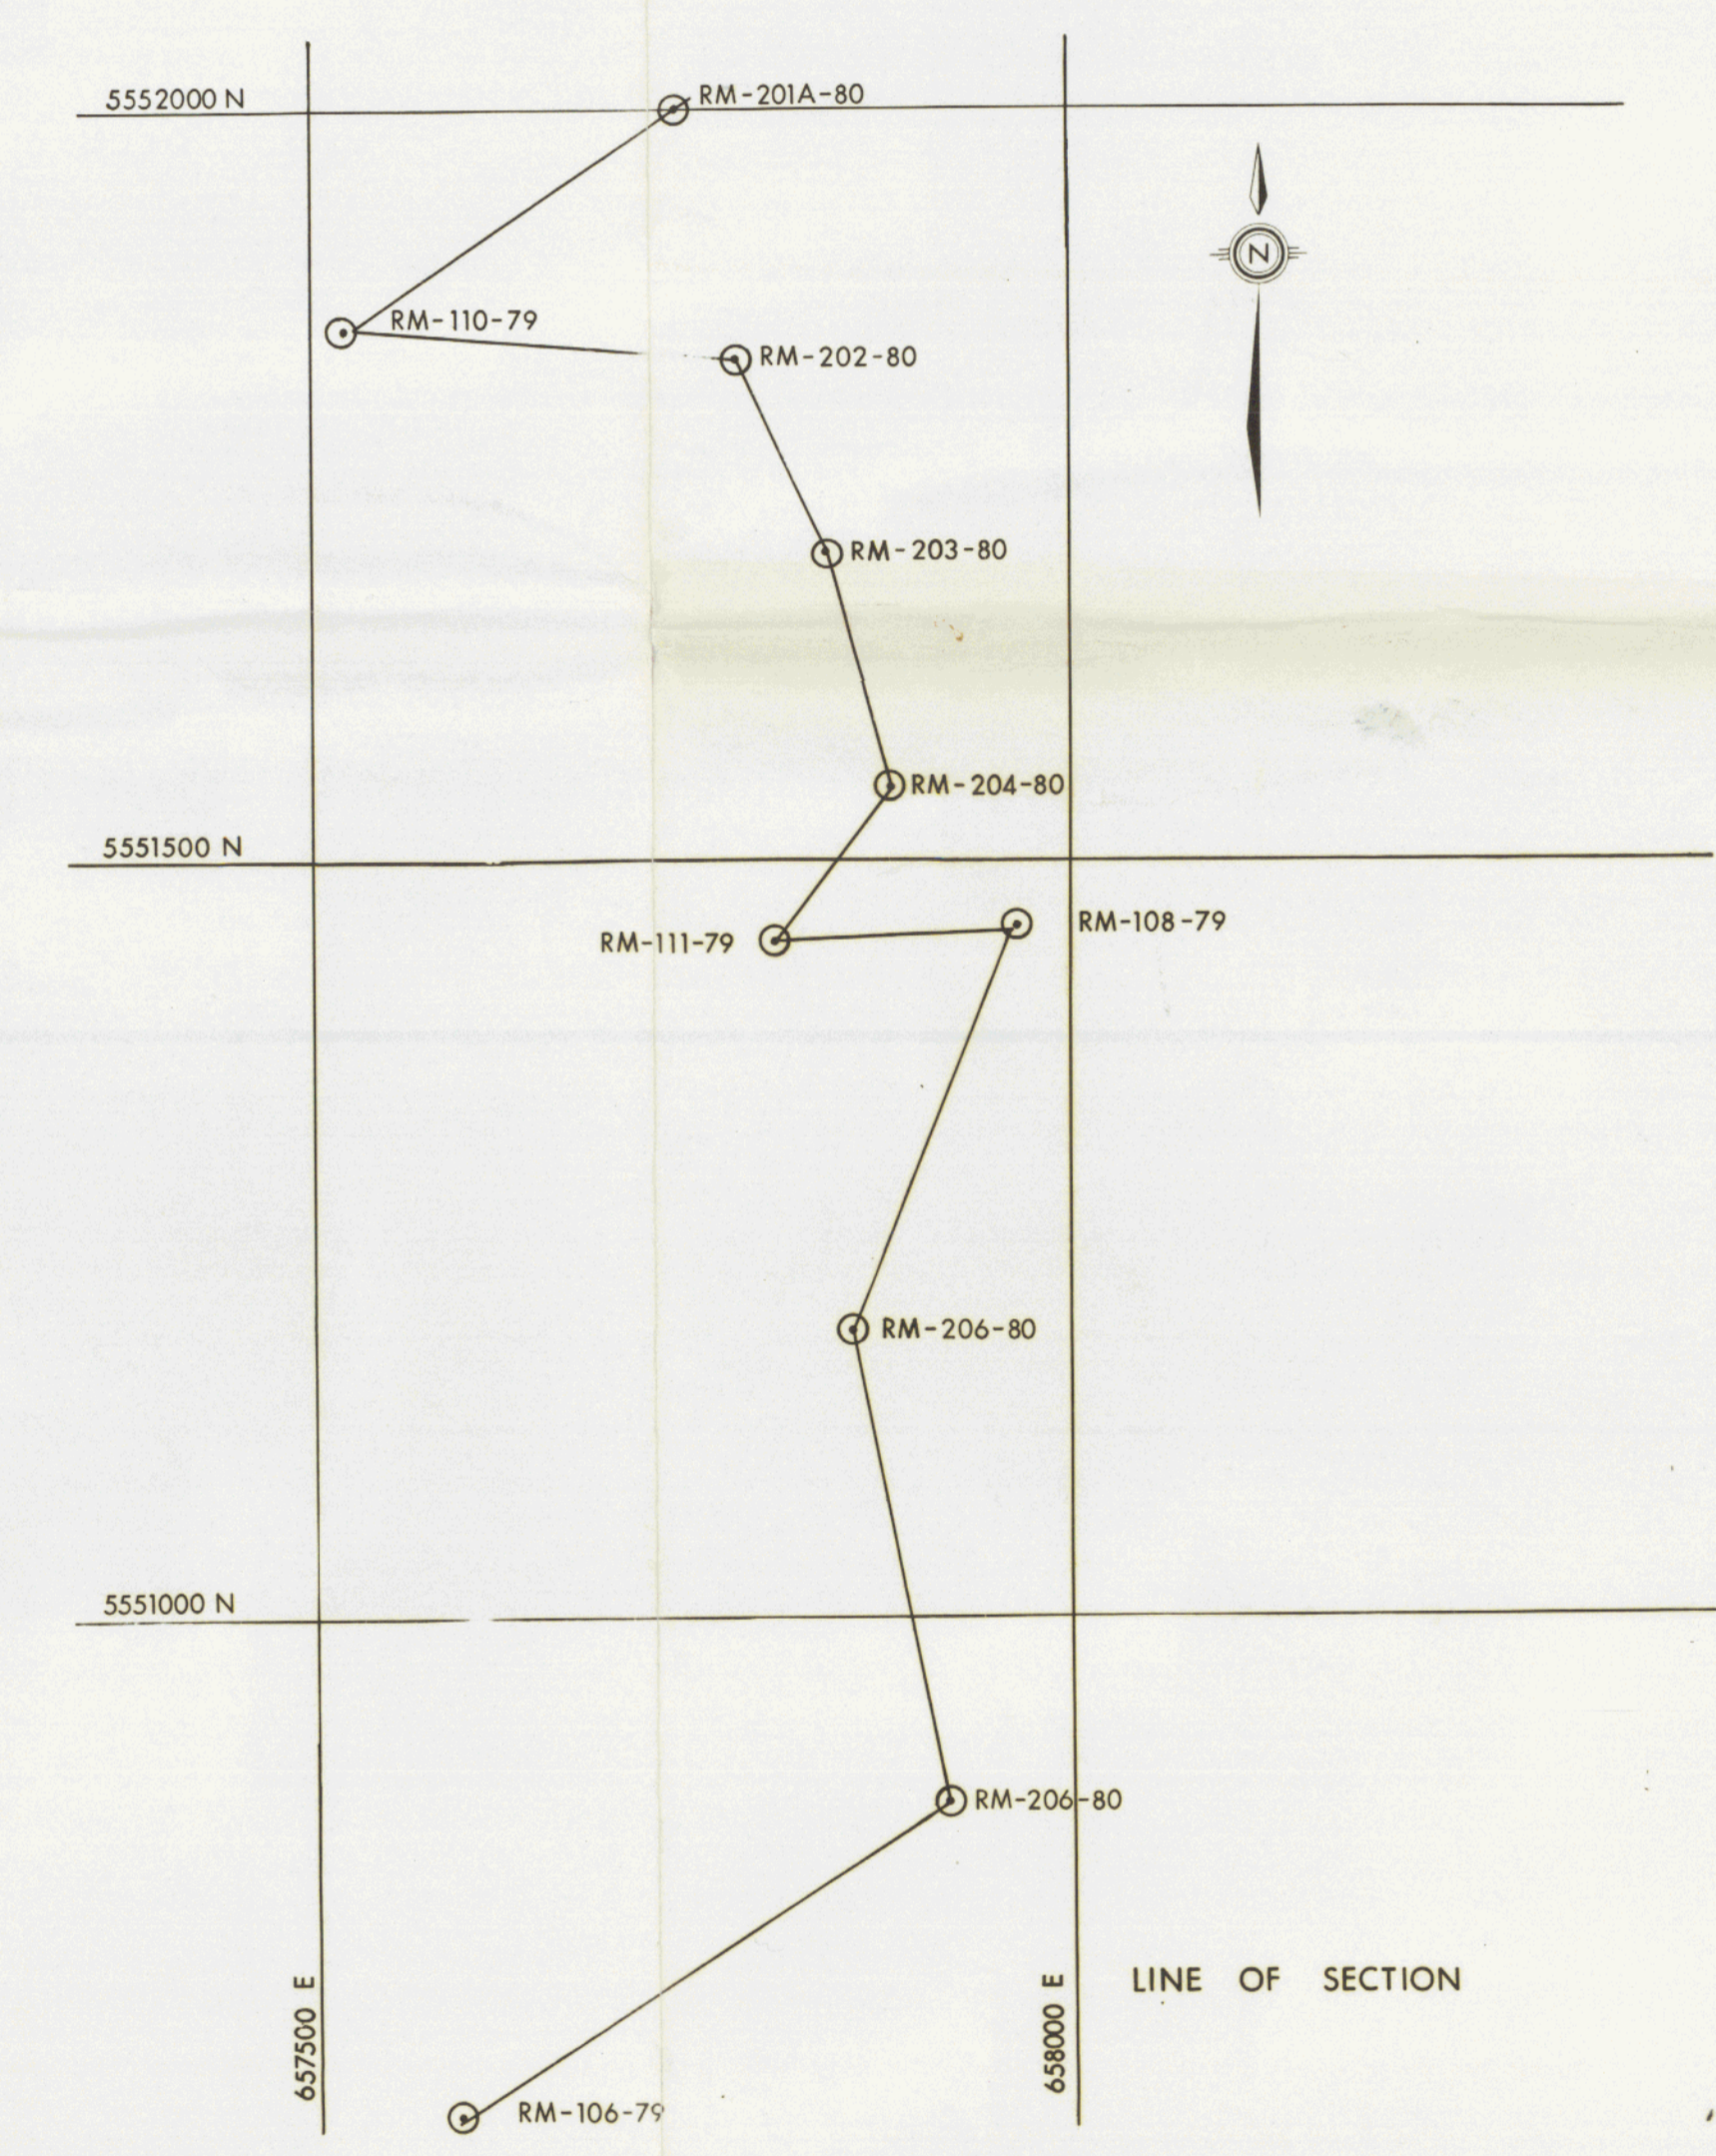 5552000 N
RM-201A-80
N
RM-110-79
RM-202-80
RM-203-80
RM-204-80
5551500 N
RM-111-79
RM-108-79
RM-206-80
5551000 N
RM-206-80
657500 E
658000 E
LINE OF SECTION
RM-106-79